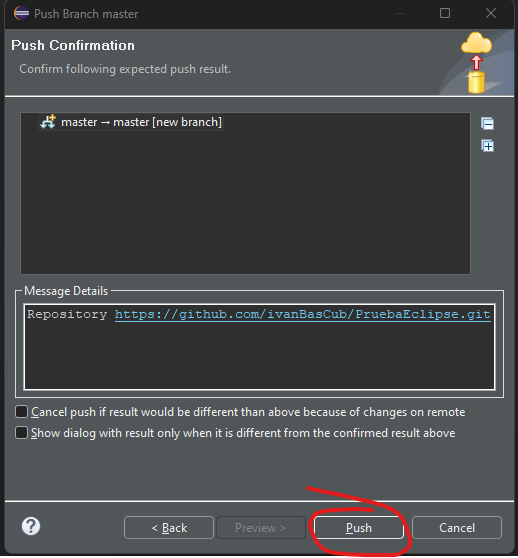 Push Branch master
Push Confirmation
Confirm following expected push result.
master → master [new branch]
Message Details
Repository https://github.com/ivanBasCub/PruebaEclipse.git
Cancel push if result would be different than above because of changes on remote
Show dialog with result only when it is different from the confirmed result above
? < Back Preview > Push Cancel